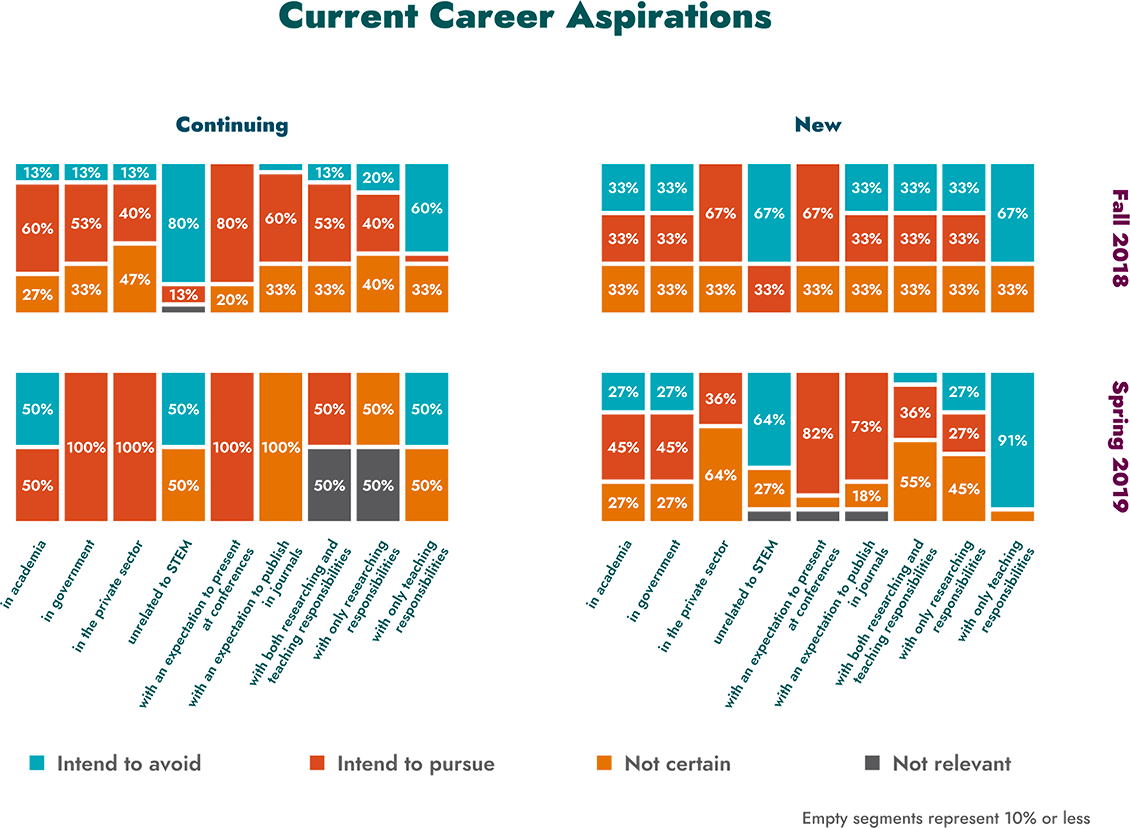 Current Career Aspirations
Continuing
New
13% 13% 13% 80% 80% 60% 13% 20% 60%
60% 53% 40% 13% 20% 33% 53% 40% 33%
27% 33% 47% 33% 40%
33% 33% 67% 67% 67% 33% 33% 33% 67%
33% 33% 33% 33% 33%
33% 33% 33% 33% 33% 33% 33% 33% 33%
Fall 2018
50% 100% 100% 50% 100% 100% 50% 50% 50%
50% 50% 50% 50% 50%
27% 27% 36% 64% 82% 73% 36% 27% 91%
45% 45% 64% 27% 18% 55% 27%
27% 27% 45%
Spring 2019
in academia
in government
in the private sector
unrelated to STEM
with an expectation to present
at conferences
with an expectation to publish
in journals
with both researching and
teaching responsibilities
with only researching
responsibilities
with only teaching
responsibilities
in academia
in government
in the private sector
unrelated to STEM
with an expectation to present
at conferences
with an expectation to publish
in journals
with both researching and
teaching responsibilities
with only researching
responsibilities
with only teaching
responsibilities
Intend to avoid
Intend to pursue
Not certain
Not relevant
Empty segments represent 10% or less